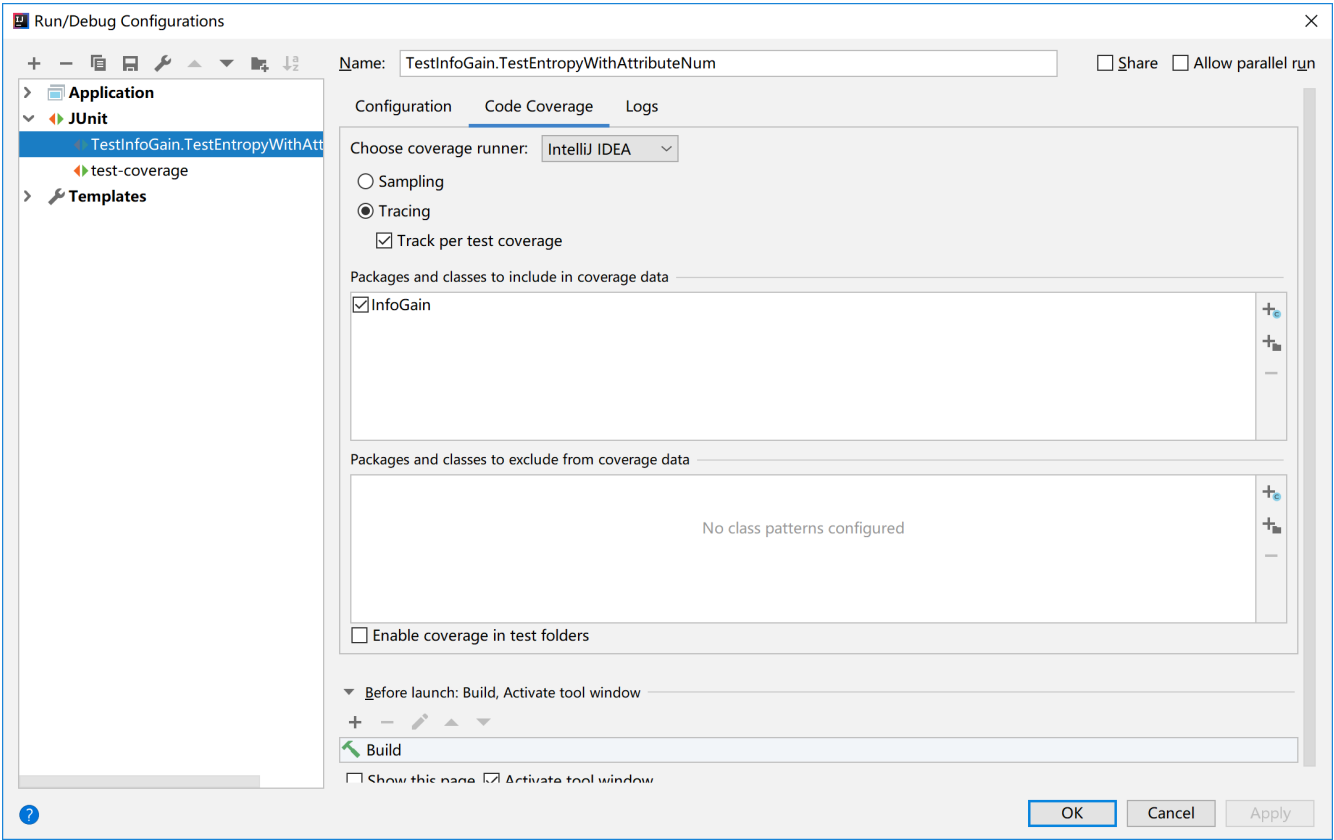 Run/Debug Configurations
Name: TestInfoGain.TestEntropyWithAttributeNum Share Allow parallel run
Application
JUnit
TestInfoGain.TestEntropyWithAtt
test-coverage
Templates
Configuration Code Coverage Logs
Choose coverage runner: IntelliJ IDEA
Sampling
Tracing
Track per test coverage
Packages and classes to include in coverage data
InfoGain
Packages and classes to exclude from coverage data
No class patterns configured
Enable coverage in test folders
Before launch: Build, Activate tool window
Build
Show this page Activate tool window
OK Cancel Apply